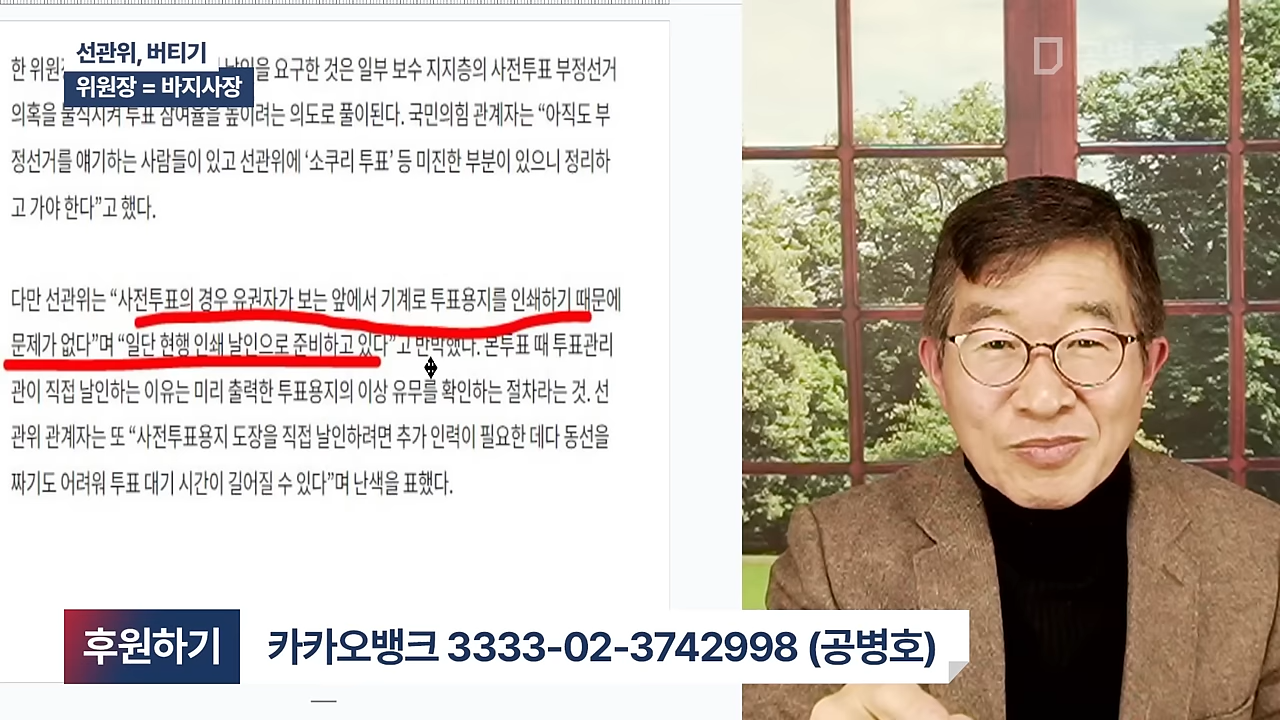 선관위, 버티기
위원장 = 바지사장
한 위원 을 요구한 것은 일부 보수 지지층의 사전투표 부정선거
의혹을 불식시켜 투표 참여율을 높이려는 의도로 풀이된다. 국민의힘 관계자는 “아직도 부
정선거를 얘기하는 사람들이 있고 선관위에 ‘소쿠리 투표’ 등 미진한 부분이 있으니 정리하
고 가야 한다”고 했다.
다만 선관위는 “사전투표의 경우 유권자가 보는 앞에서 기계로 투표용지를 인쇄하기 때문에
문제가 없다”며 “일단 현행 인쇄 날인으로 준비하고 있다”고 반박했다. 본투표 때 투표관리
관이 직접 날인하는 이유는 미리 출력한 투표용지의 이상 유무를 확인하는 절차라는 것. 선
관위 관계자는 또 “사전투표용지 도장을 직접 날인하려면 추가 인력이 필요한 데다 동선을
짜기도 어려워 투표 대기 시간이 길어질 수 있다”며 난색을 표했다.
후원하기
카카오뱅크 3333-02-3742998 (공병호)